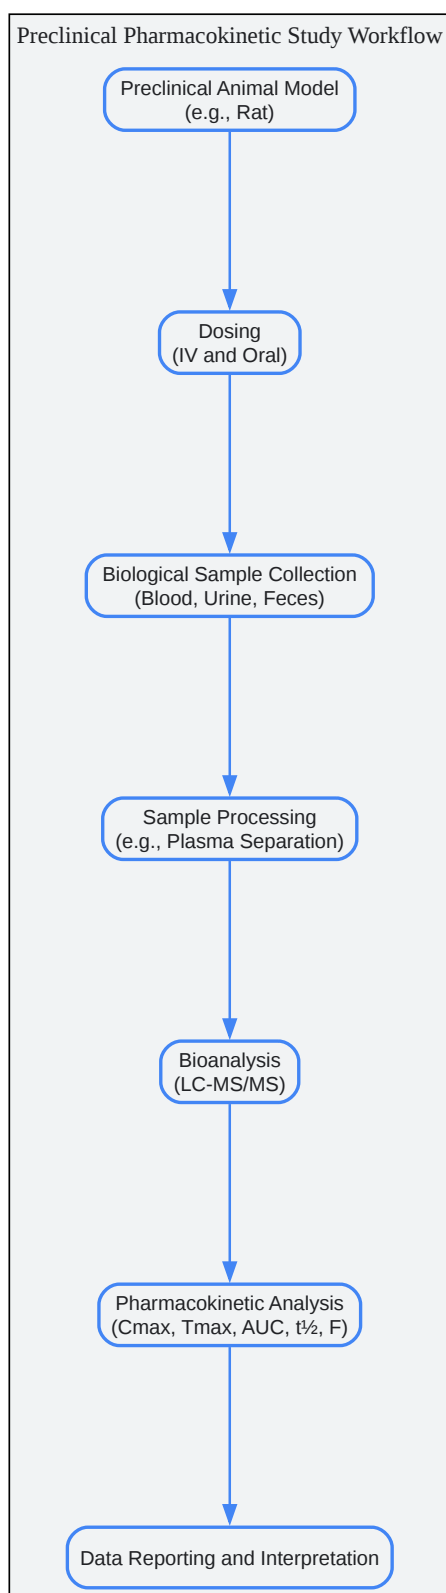 Preclinical Pharmacokinetic Study Workflow
Preclinical Animal Model
(e.g., Rat)
Dosing
(IV and Oral)
Biological Sample Collection
(Blood, Urine, Feces)
Sample Processing
(e.g., Plasma Separation)
Bioanalysis
(LC-MS/MS)
Pharmacokinetic Analysis
(Cmax, Tmax, AUC, t½, F)
Data Reporting and Interpretation